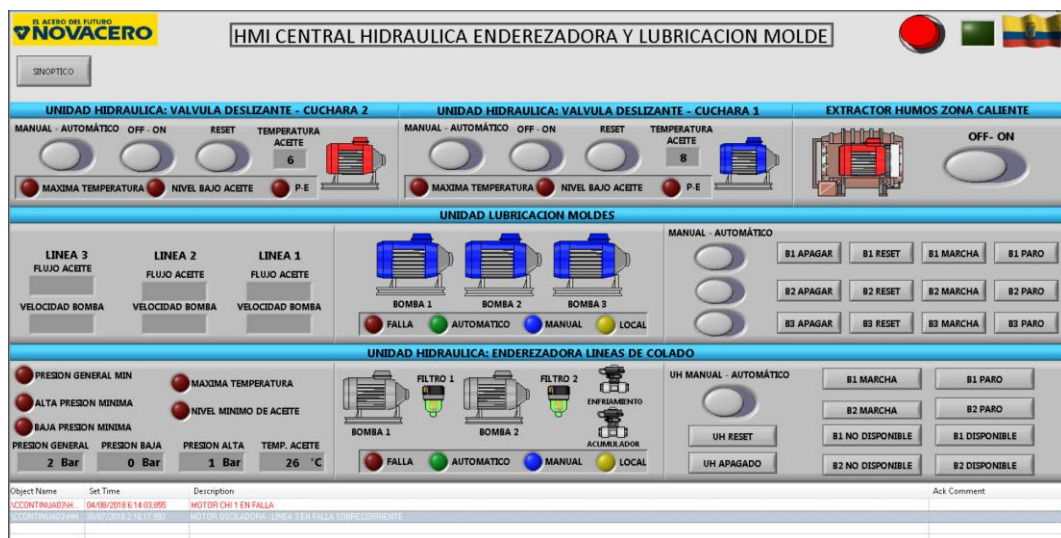 EL ACERO DEL FUTURO
NOVACERO
HMI CENTRAL HIDRAULICA ENDEREZADORA Y LUBRICACION MOLDE
SINOPTICO
UNIDAD HIDRAULICA: VALVULA DESLIZANTE - CUCHARA 2
UNIDAD HIDRAULICA: VALVULA DESLIZANTE - CUCHARA 1
EXTRACTOR HUMOS ZONA CALIENTE
MANUAL - AUTOMÁTICO OFF - ON RESET TEMPERATURA ACEITE
6
MAXIMA TEMPERATURA NIVEL BAJO ACEITE P-E
MANUAL - AUTOMÁTICO OFF - ON RESET TEMPERATURA ACEITE
8
MAXIMA TEMPERATURA NIVEL BAJO ACEITE P-E
OFF- ON
UNIDAD LUBRICACION MOLDES
LINEA 3 LINEA 2 LINEA 1
FLUJO ACEITE FLUJO ACEITE FLUJO ACEITE
VELOCIDAD BOMBA VELOCIDAD BOMBA VELOCIDAD BOMBA
BOMBA 1 BOMBA 2 BOMBA 3
FALLA AUTOMATICO MANUAL LOCAL
MANUAL - AUTOMÁTICO
B1 APAGAR B1 RESET B1 MARCHA B1 PARO
B2 APAGAR B2 RESET B2 MARCHA B2 PARO
B3 APAGAR B3 RESET B3 MARCHA B3 PARO
UNIDAD HIDRAULICA: ENDEREZADORA LINEAS DE COLADO
PRESION GENERAL MIN
MAXIMA TEMPERATURA
ALTA PRESION MINIMA
NIVEL MINIMO DE ACEITE
BAJA PRESION MINIMA
PRESION GENERAL PRESION BAJA PRESION ALTA TEMP. ACEITE
2 Bar 0 Bar 1 Bar 26 °C
FILTRO 1 FILTRO 2
ENFRIAMIENTO
BOMBA 1 BOMBA 2
ACUMULADOR
FALLA AUTOMATICO MANUAL LOCAL
UH MANUAL - AUTOMÁTICO
UH RESET
UH APAGADO
B1 MARCHA B1 PARO
B2 MARCHA B2 PARO
B1 NO DISPONIBLE B1 DISPONIBLE
B2 NO DISPONIBLE B2 DISPONIBLE
Object Name Set Time Description Ack Comment
\CCONTINUAD3\H... 04/08/2018 6:14:03,855 MOTOR CHI 1 EN FALLA
\CCONTINUAD3\HM... 30/07/2018 2:16:17,993 MOTOR OSCILADORA - LINEA 3 EN FALLA SOBRECORRIENTE